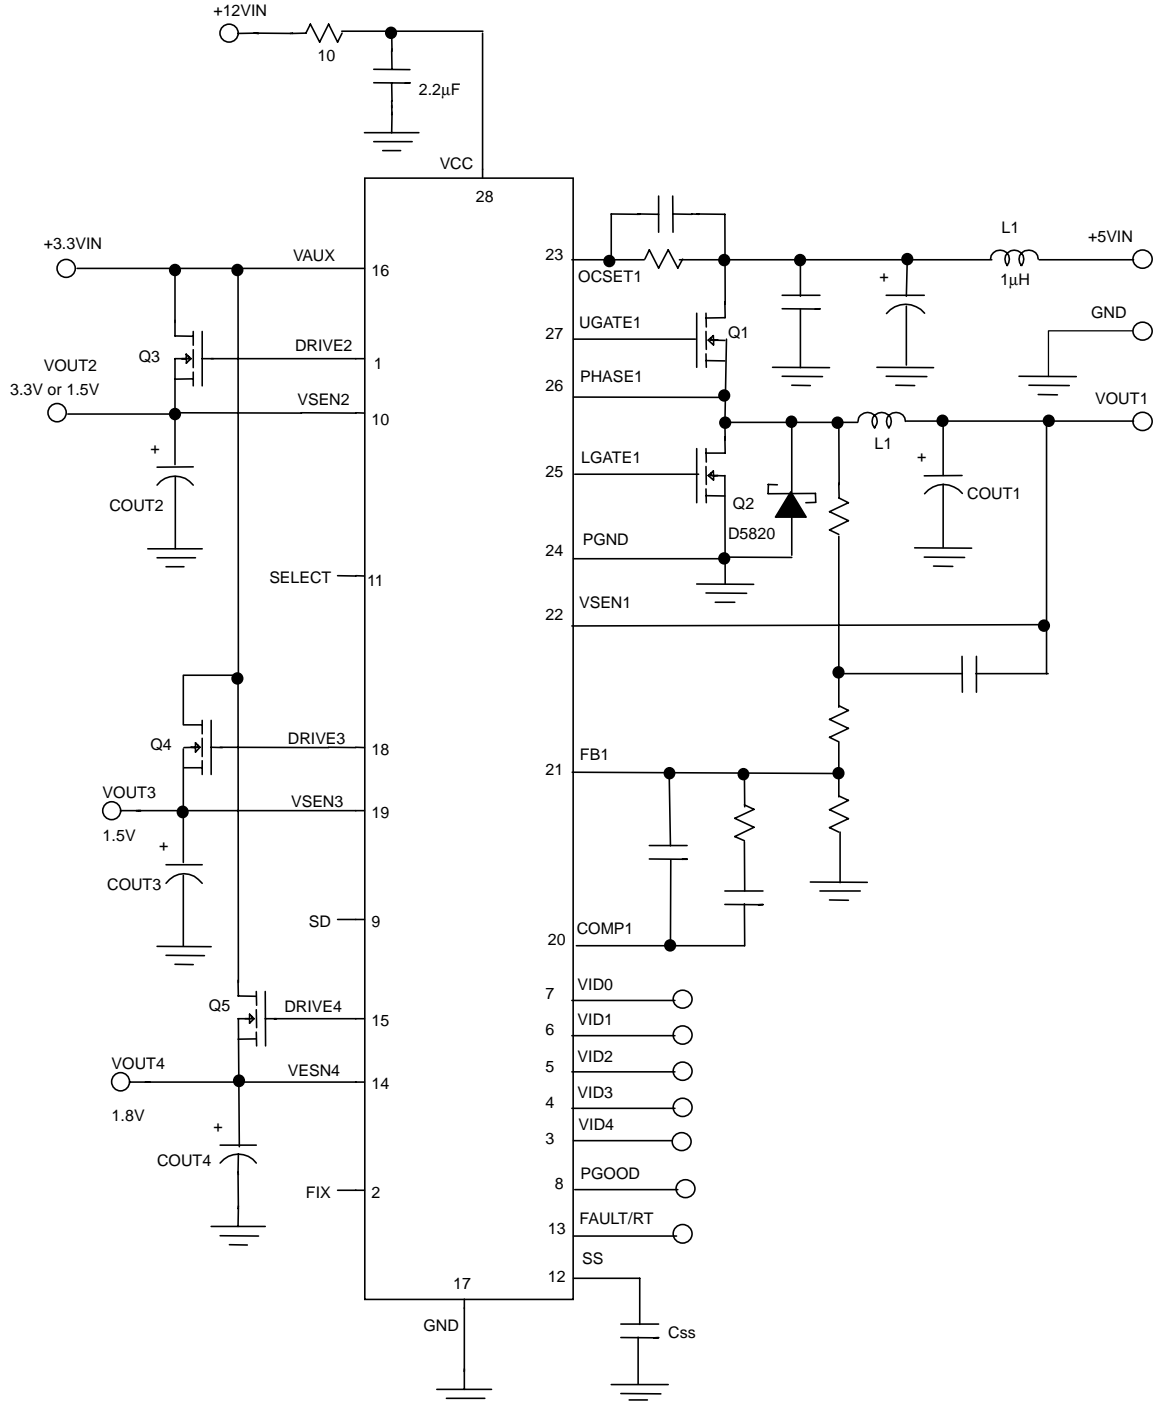 +12VIN
10
2.2μF
VCC
28
+3.3VIN
VAUX
16
23
OCSET1
L1
1μH
+5VIN
Q3
DRIVE2
1
27
UGATE1
Q1
GND
VOUT2
3.3V or 1.5V
VSEN2
10
26
PHASE1
VOUT1
L1
+
+
+
COUT2
25
LGATE1
Q2
COUT1
D5820
24
PGND
SELECT
11
22
VSEN1
Q4
DRIVE3
18
21
FB1
VOUT3
1.5V
VSEN3
19
+
COUT3
SD
9
20
COMP1
Q5
DRIVE4
15
7
VID0
6
VID1
5
VID2
4
VID3
3
VID4
VOUT4
1.8V
VESN4
14
+
COUT4
FIX
2
8
PGOOD
13
FAULT/RT
12
SS
17
GND
Css